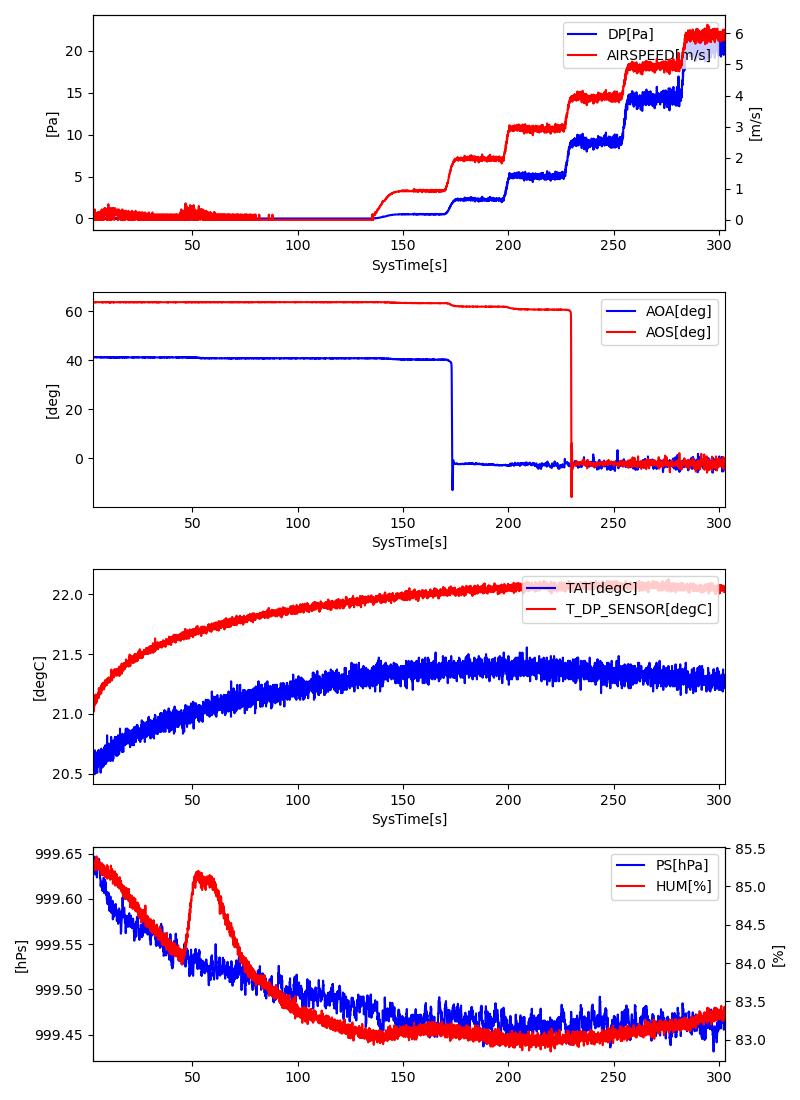 DP[Pa]
AIRSPEED[m/s]
20
15
10
5
0
[Pa]
6
5
4
3
2
1
0
[m/s]
50 100 150 200 250 300
SysTime[s]
AOA[deg]
AOS[deg]
60
40
20
0
[deg]
50 100 150 200 250 300
SysTime[s]
TAT[degC]
T_DP_SENSOR[degC]
22.0
21.5
21.0
20.5
[degC]
50 100 150 200 250 300
SysTime[s]
PS[hPa]
HUM[%]
999.65
999.60
999.55
999.50
999.45
[hPs]
85.5
85.0
84.5
84.0
83.5
83.0
[%]
50 100 150 200 250 300